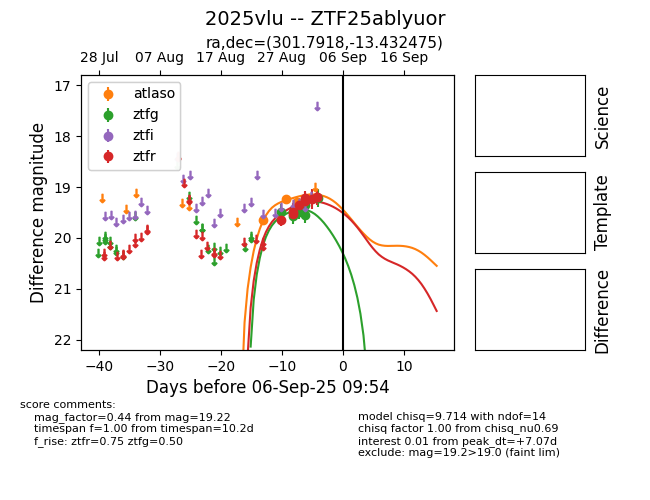 2025vlu -- ZTF25ablyuor
ra,dec=(301.7918,-13.432475)
28 Jul 07 Aug 17 Aug 27 Aug 06 Sep 16 Sep
atlaso
ztfg
ztfi
ztfr
17
18
19
20
21
22
Difference magnitude
−40 −30 −20 −10 0 10
Days before 06-Sep-25 09:54
Science
Template
Difference
score comments:
mag_factor=0.44 from mag=19.22
timespan f=1.00 from timespan=10.2d
f_rise: ztfr=0.75 ztfg=0.50
model chisq=9.714 with ndof=14
chisq factor 1.00 from chisq_nu0.69
interest 0.01 from peak_dt=+7.07d
exclude: mag=19.2>19.0 (faint lim)